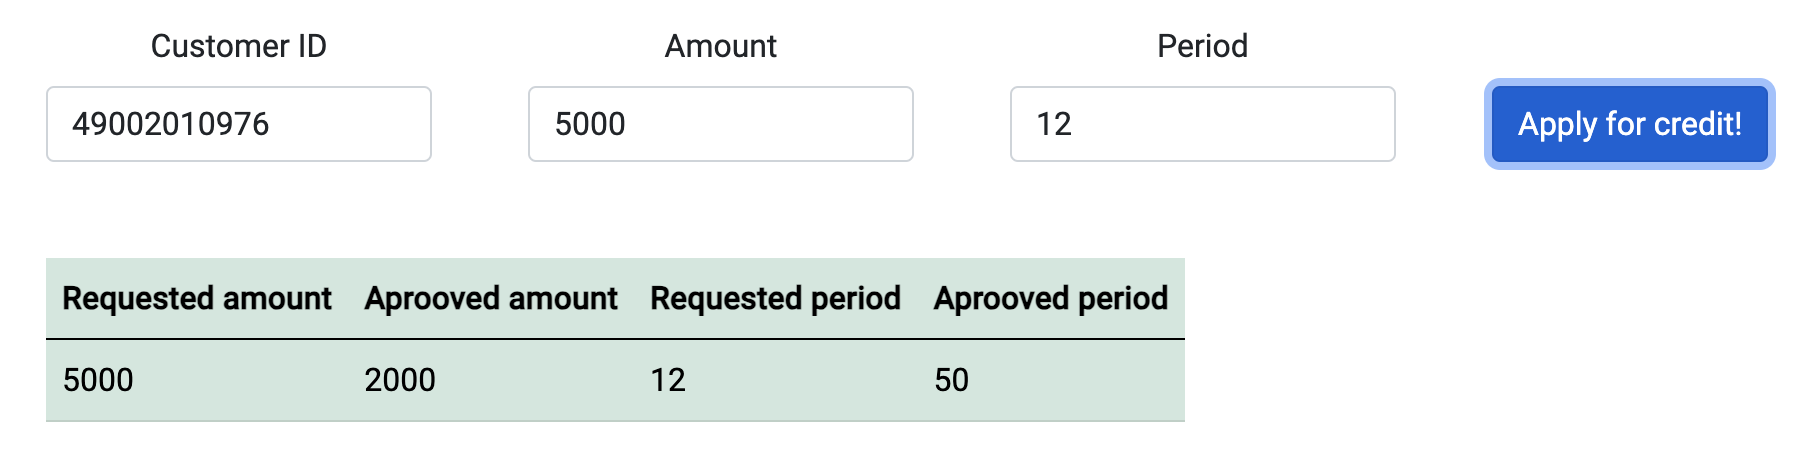 Customer ID Amount Period
49002010976 5000 12 Apply for credit!
Requested amount Aprooved amount Requested period Aprooved period
5000 2000 12 50